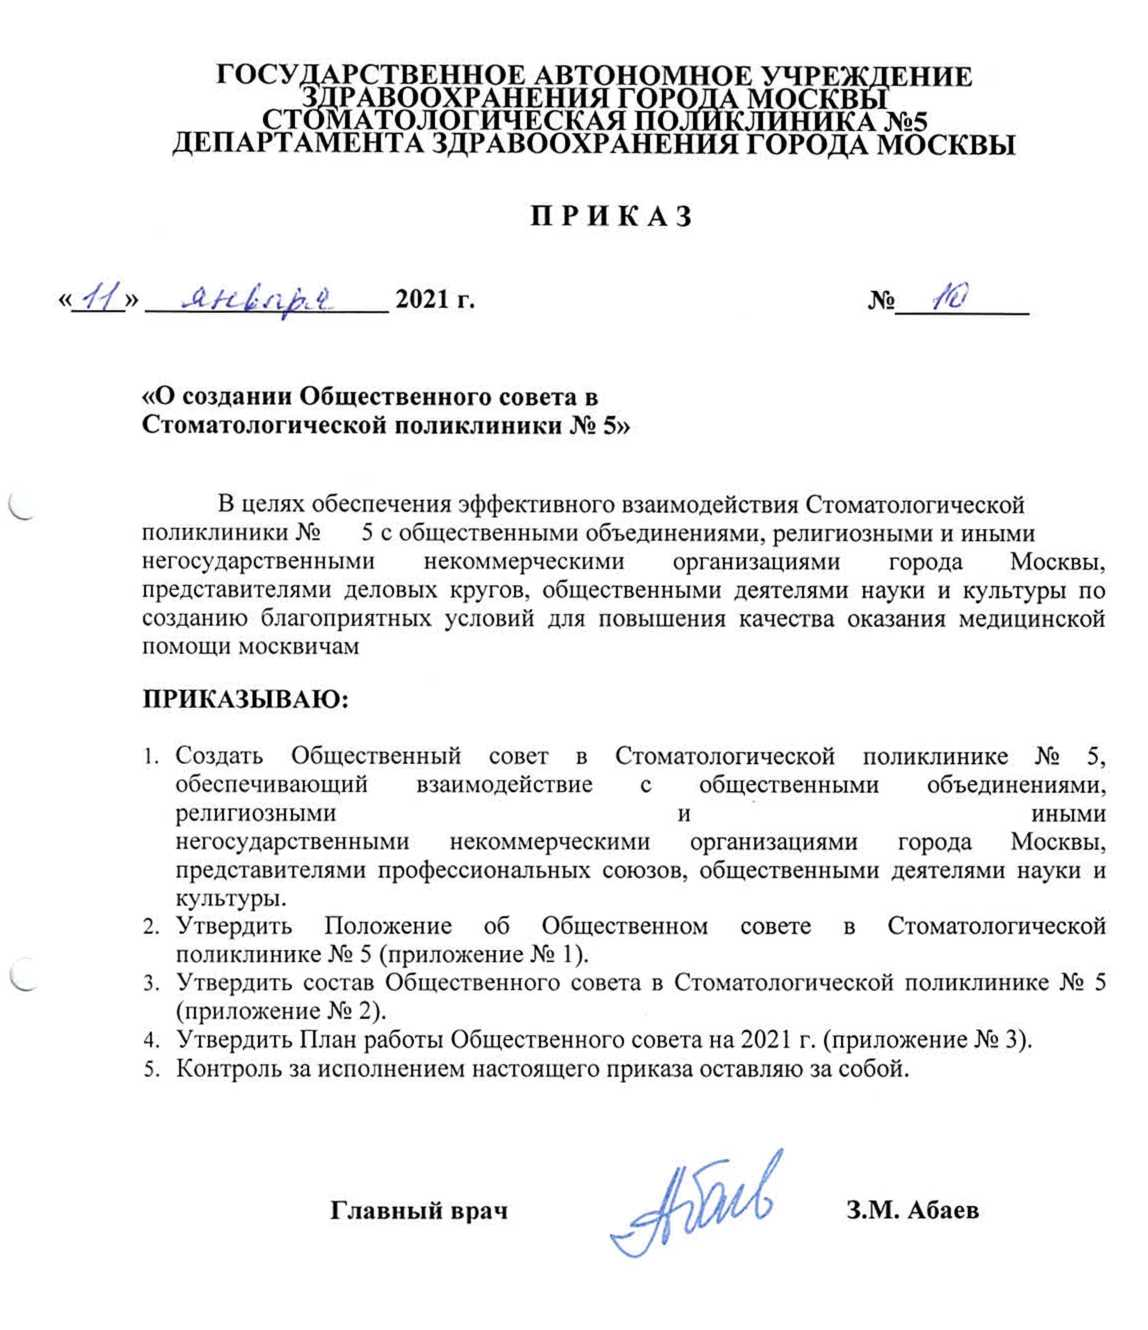 ГОСУДАРСТВЕННОЕ АВТОНОМНОЕ УЧРЕЖДЕНИЕ
ЗДРАВООХРАНЕНИЯ ГОРОДА МОСКВЫ
СТОМАТОЛОГИЧЕСКАЯ ПОЛИКЛИНИКА №5
ДЕПАРТАМЕНТА ЗДРАВООХРАНЕНИЯ ГОРОДА МОСКВЫ
П Р И К А З
«11» января 2021 г. № 10
«О создании Общественного совета в
Стоматологической поликлиники № 5»
В целях обеспечения эффективного взаимодействия Стоматологической
поликлиники № 5 с общественными объединениями, религиозными и иными
негосударственными некоммерческими организациями города Москвы,
представителями деловых кругов, общественными деятелями науки и культуры по
созданию благоприятных условий для повышения качества оказания медицинской
помощи москвичам
ПРИКАЗЫВАЮ:
1. Создать Общественный совет в Стоматологической поликлинике № 5,
обеспечивающий взаимодействие с общественными объединениями,
религиозными и иными
негосударственными некоммерческими организациями города Москвы,
представителями профессиональных союзов, общественными деятелями науки и
культуры.
2. Утвердить Положение об Общественном совете в Стоматологической
поликлинике № 5 (приложение № 1).
3. Утвердить состав Общественного совета в Стоматологической поликлинике № 5
(приложение № 2).
4. Утвердить План работы Общественного совета на 2021 г. (приложение № 3).
5. Контроль за исполнением настоящего приказа оставляю за собой.
Главный врач Абаев З.М. Абаев